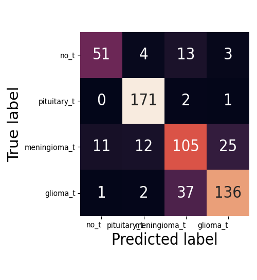 no_t 51 4 13 3
pituitary_t 0 171 2 1
meningioma_t 11 12 105 25
glioma_t 1 2 37 136
True label
no_t pituitary_t meningioma_t glioma_t
Predicted label